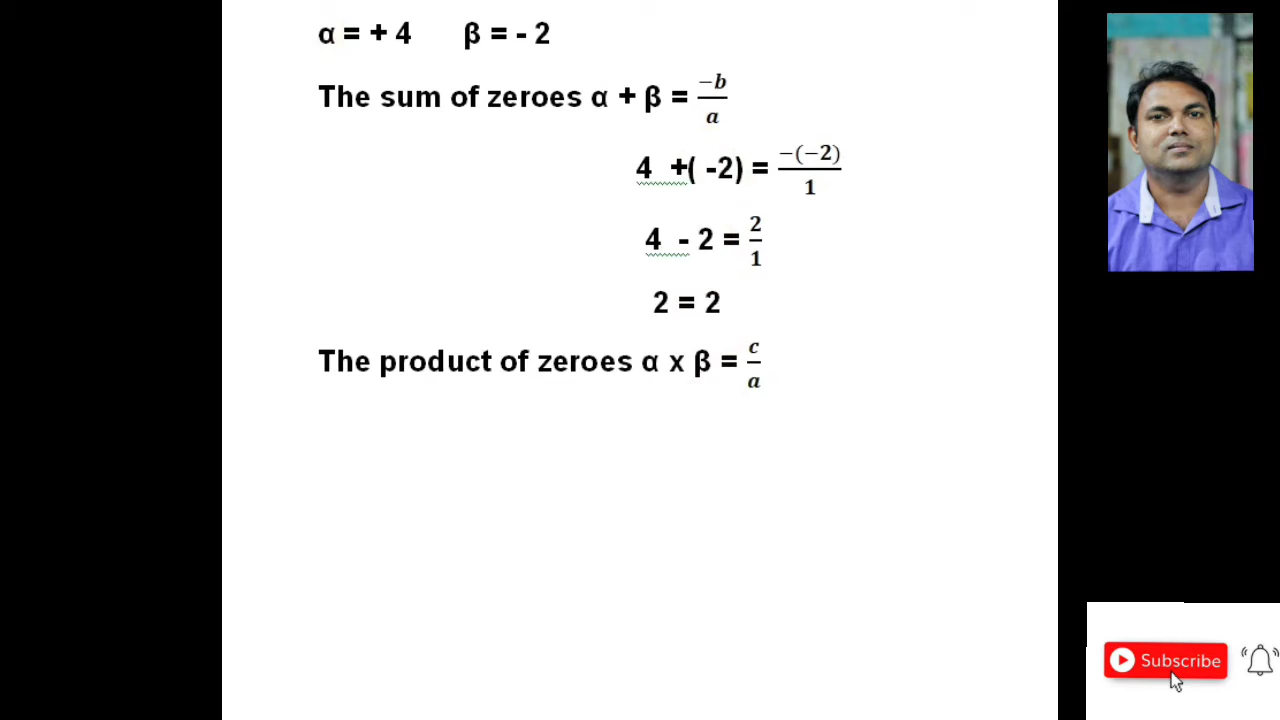 α = + 4 β = - 2
The sum of zeroes α + β = −b/a
4 +( -2) = −(−2)/1
4 - 2 = 2/1
2 = 2
The product of zeroes α x β = c/a
Subscribe